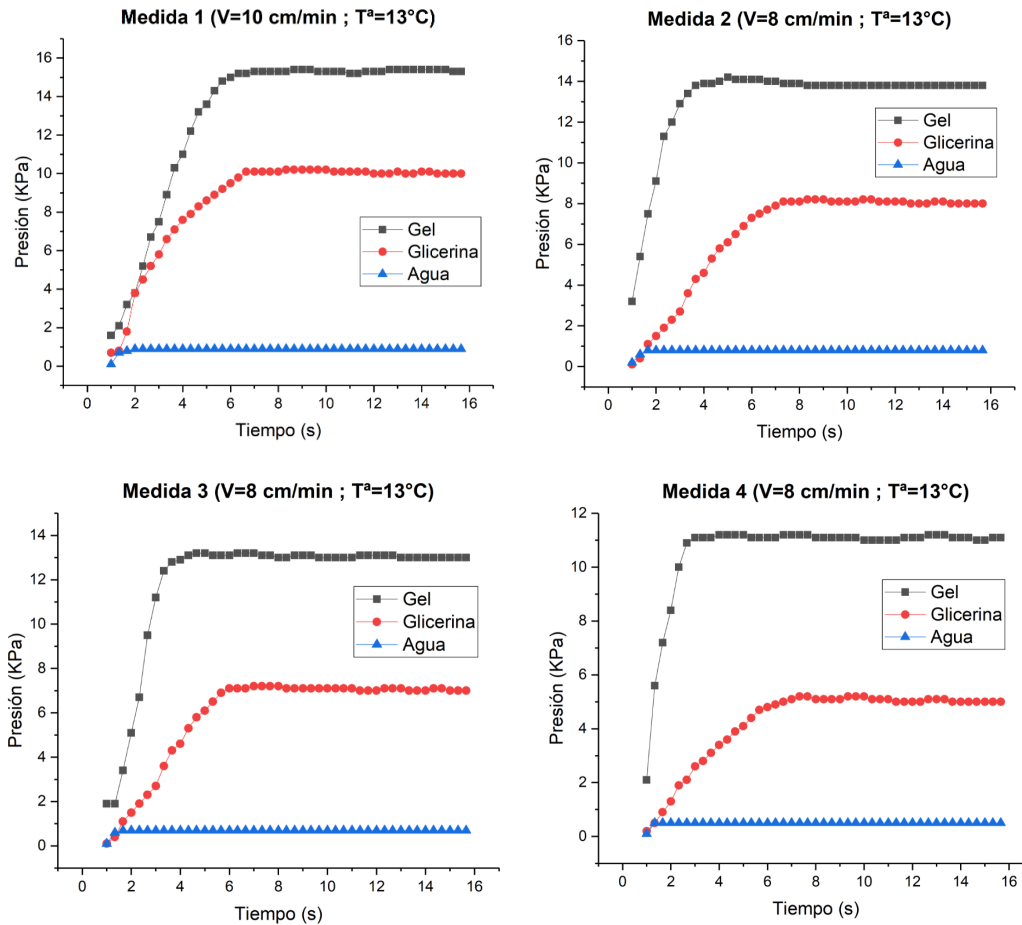 Medida 1 (V=10 cm/min ; Tª=13°C)
16
14
12
10
8
6
4
2
0
Presión (KPa)
Gel
Glicerina
Agua
0 2 4 6 8 10 12 14 16
Tiempo (s)
Medida 2 (V=8 cm/min ; Tª=13°C)
16
14
12
10
8
6
4
2
0
Presión (KPa)
Gel
Glicerina
Agua
0 2 4 6 8 10 12 14 16
Tiempo (s)
Medida 3 (V=8 cm/min ; Tª=13°C)
14
12
10
8
6
4
2
0
Presión (KPa)
Gel
Glicerina
Agua
0 2 4 6 8 10 12 14 16
Tiempo (s)
Medida 4 (V=8 cm/min ; Tª=13°C)
12
10
8
6
4
2
0
Presión (KPa)
Gel
Glicerina
Agua
0 2 4 6 8 10 12 14 16
Tiempo (s)